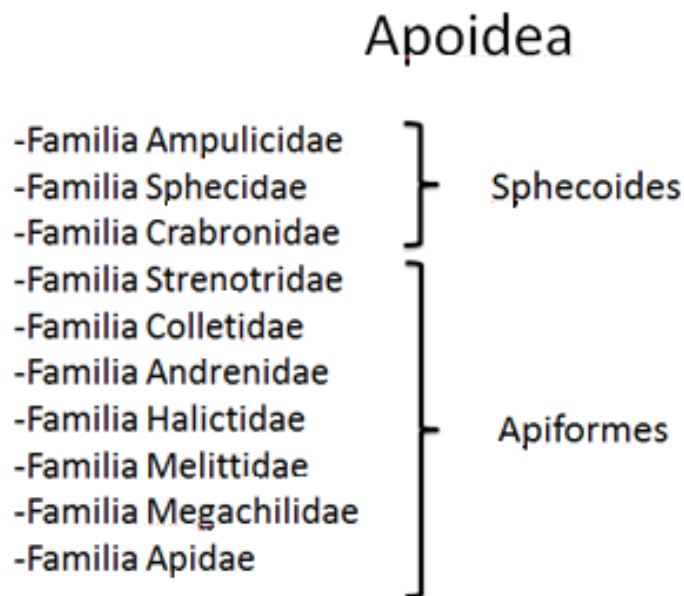 Apoidea
-Familia Ampulicidae
-Familia Sphecidae
-Familia Crabronidae
Sphecoides
-Familia Strenotridae
-Familia Colletidae
-Familia Andrenidae
-Familia Halictidae
-Familia Melittidae
-Familia Megachilidae
-Familia Apidae
Apiformes